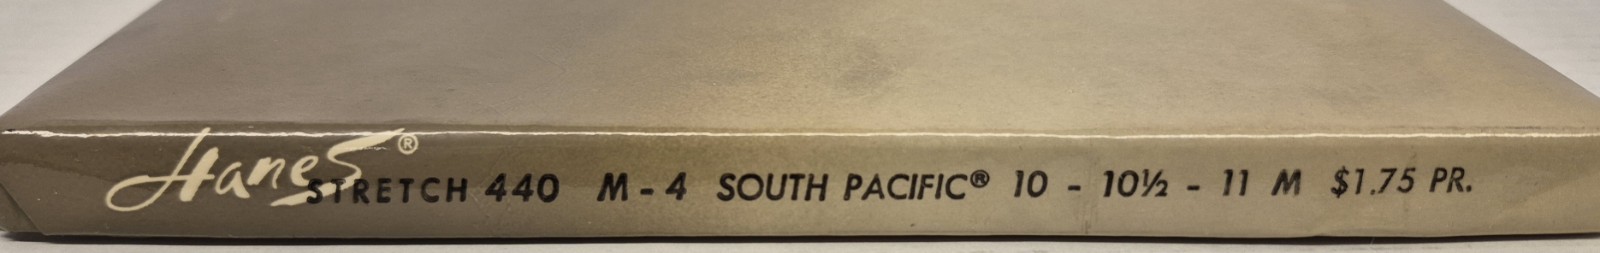 Hanes® STRETCH 440 M - 4 SOUTH PACIFIC® 10 - 10½ - 11 M $1.75 PR.